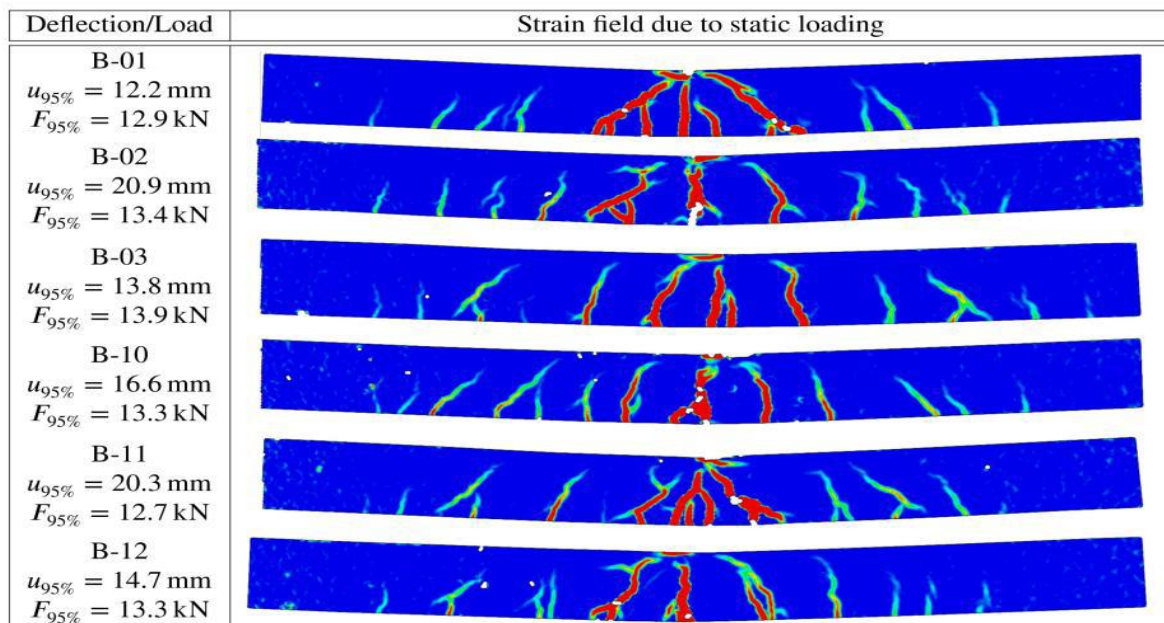 Deflection/Load
Strain field due to static loading
B-01
u95% = 12.2 mm
F95% = 12.9 kN
B-02
u95% = 20.9 mm
F95% = 13.4 kN
B-03
u95% = 13.8 mm
F95% = 13.9 kN
B-10
u95% = 16.6 mm
F95% = 13.3 kN
B-11
u95% = 20.3 mm
F95% = 12.7 kN
B-12
u95% = 14.7 mm
F95% = 13.3 kN